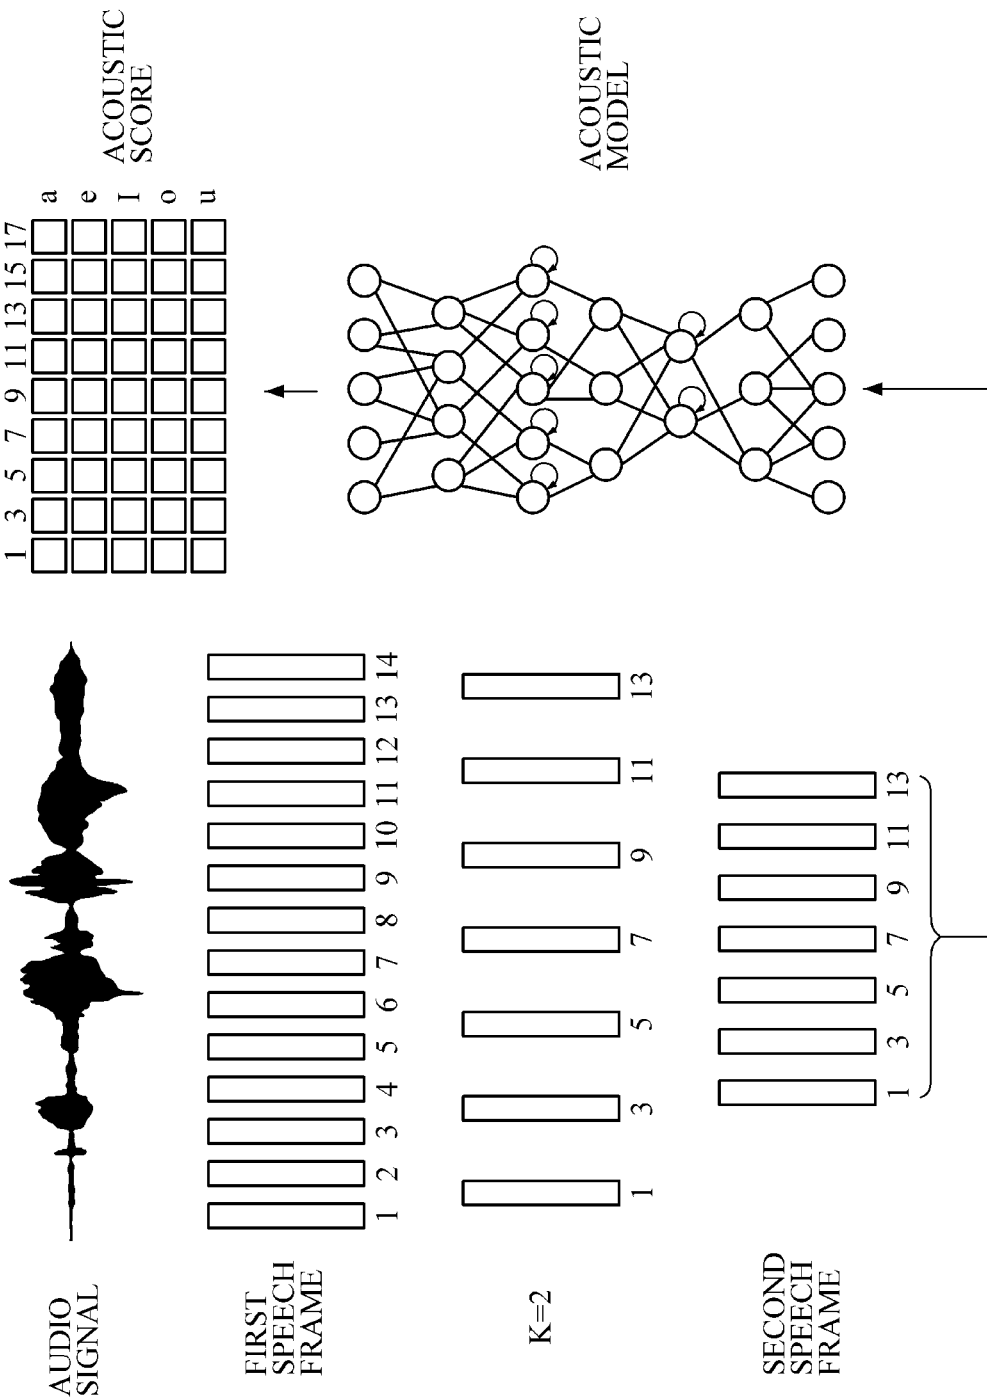 AUDIO
SIGNAL
FIRST
SPEECH
FRAME
1 2 3 4 5 6 7 8 9 10 11 12 13 14
K=2
1 3 5 7 9 11 13
SECOND
SPEECH
FRAME
1 3 5 7 9 11 13
1 3 5 7 9 11 13 15 17
a
e
I
o
u
ACOUSTIC
SCORE
ACOUSTIC
MODEL